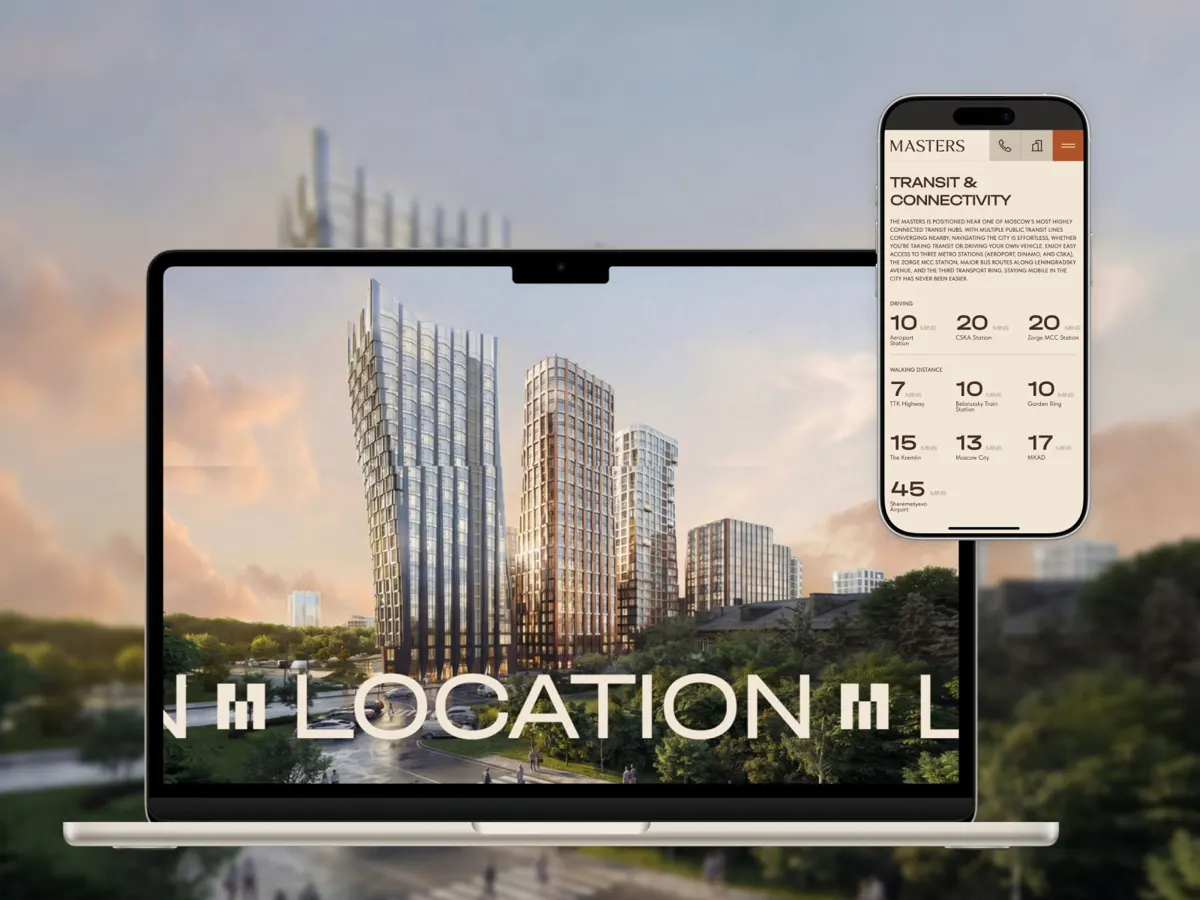 MASTERS
TRANSIT &
CONNECTIVITY
THE MASTERS IS POSITIONED NEAR ONE OF MOSCOW'S MOST HIGHLY
CONNECTED TRANSIT HUBS. WITH MULTIPLE PUBLIC TRANSIT LINES
CONVERGING NEARBY, NAVIGATING THE CITY IS EFFORTLESS, WHETHER
YOU'RE TAKING TRANSIT OR DRIVING YOUR OWN VEHICLE. ENJOY EASY
ACCESS TO THREE METRO STATIONS (AEROPORT, DINAMO, AND CSKA),
THE ZORGE MCC STATION, MAJOR BUS ROUTES ALONG LENINGRADSKY
AVENUE, AND THE THIRD TRANSPORT RING. STAYING MOBILE IN THE
CITY HAS NEVER BEEN EASIER.
DRIVING
10 MINS 20 MINS 20 MINS
Aeroport CSKA Station Zorge MCC Station
Station
WALKING DISTANCE
7 MINS 10 MINS 10 MINS
TTK Highway Belorussky Train Garden Ring
Station
15 MINS 13 MINS 17 MINS
The Kremlin Moscow City MKAD
45 MINS
Sheremetyevo
Airport
N LOCATION L